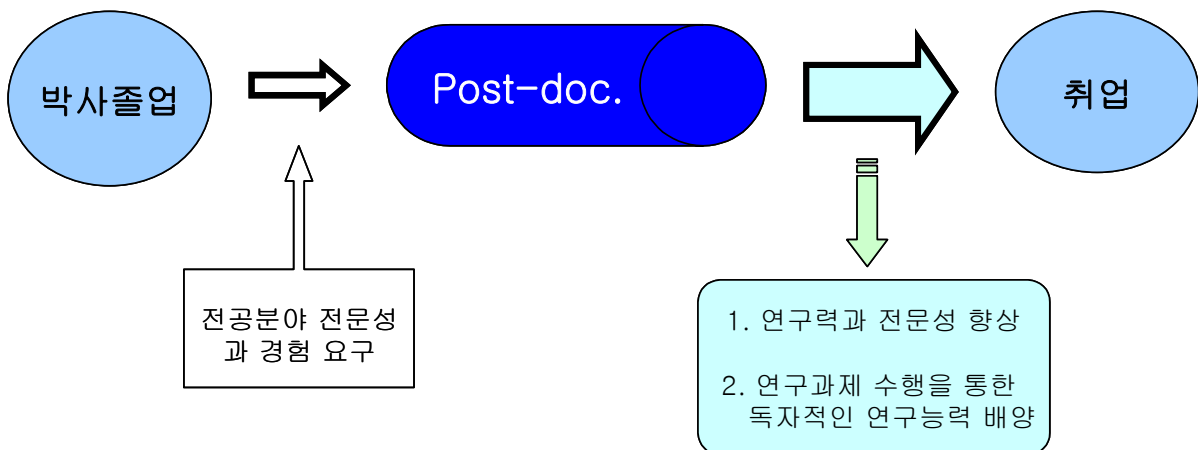 박사졸업
Post-doc.
취업
전공분야 전문성
과 경험 요구
1. 연구력과 전문성 향상
2. 연구과제 수행을 통한
독자적인 연구능력 배양